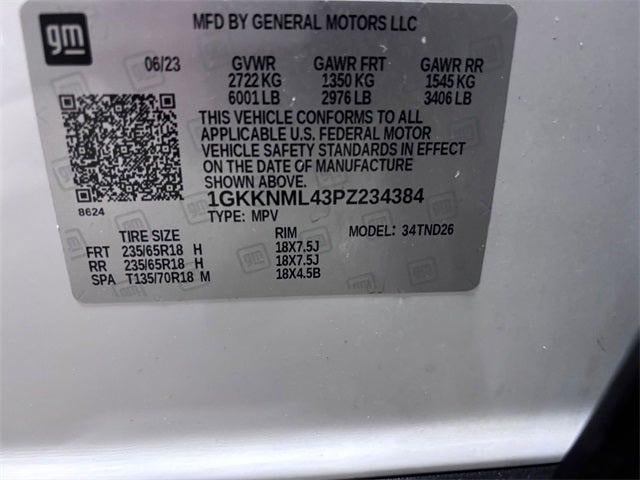 gm
MFD BY GENERAL MOTORS LLC
06/23 GVWR GAWR FRT GAWR RR
2722 KG 1350 KG 1545 KG
6001 LB 2976 LB 3406 LB
THIS VEHICLE CONFORMS TO ALL
APPLICABLE U.S. FEDERAL MOTOR
VEHICLE SAFETY STANDARDS IN EFFECT
ON THE DATE OF MANUFACTURE
SHOWN ABOVE.
1GKKNML43PZ234384
8624
TYPE: MPV MODEL: 34TND26
TIRE SIZE RIM
FRT 235/65R18 H 18X7.5J
RR 235/65R18 H 18X7.5J
SPA T135/70R18 M 18X4.5B